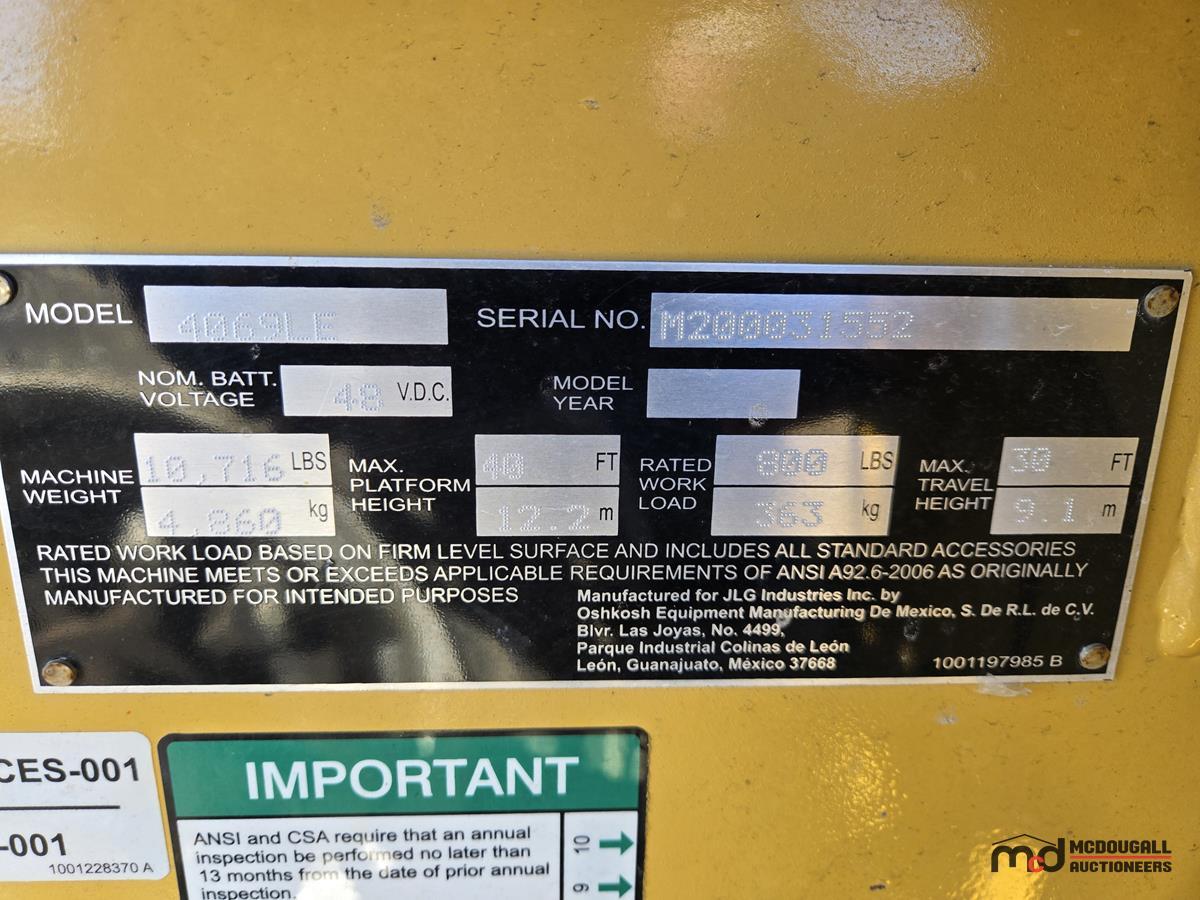 MODEL 4069LE SERIAL NO. M200031552
NOM. BATT. VOLTAGE 48 V.D.C. MODEL YEAR
MACHINE WEIGHT 10,716 LBS 4,860 kg
MAX. PLATFORM HEIGHT 40 FT 12.2 m
RATED WORK LOAD 800 LBS 363 kg
MAX. TRAVEL HEIGHT 30 FT 9.1 m
RATED WORK LOAD BASED ON FIRM LEVEL SURFACE AND INCLUDES ALL STANDARD ACCESSORIES
THIS MACHINE MEETS OR EXCEEDS APPLICABLE REQUIREMENTS OF ANSI A92.6-2006 AS ORIGINALLY
MANUFACTURED FOR INTENDED PURPOSES
Manufactured for JLG Industries Inc. by
Oshkosh Equipment Manufacturing De Mexico, S. De R.L. de C.V.
Blvr. Las Joyas, No. 4499,
Parque Industrial Colinas de León
León, Guanajuato, México 37668
1001197985 B
CES-001
-001
1001228370 A
IMPORTANT
ANSI and CSA require that an annual
inspection be performed no later than
13 months from the date of prior annual
inspection.
10
9
mcd MCDOUGALL
AUCTIONEERS